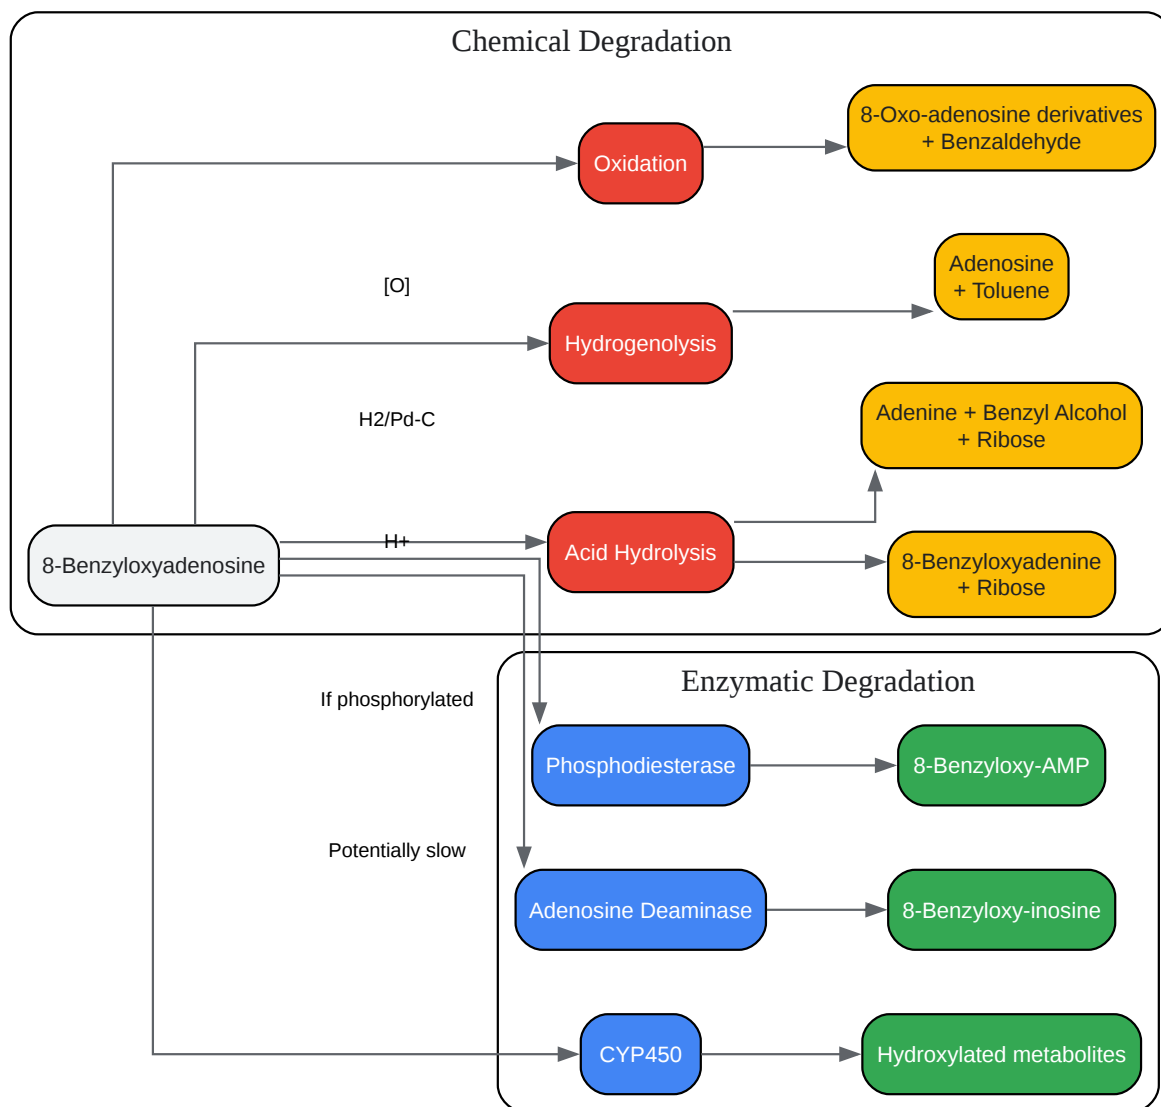 Chemical Degradation
8-Oxo-adenosine derivatives
+ Benzaldehyde
Oxidation
Adenosine
+ Toluene
[O]
Hydrogenolysis
Adenine + Benzyl Alcohol
+ Ribose
H2/Pd-C
H+
Acid Hydrolysis
8-Benzyloxyadenosine
8-Benzyloxyadenine
+ Ribose
Enzymatic Degradation
If phosphorylated
Phosphodiesterase
8-Benzyloxy-AMP
Potentially slow
Adenosine Deaminase
8-Benzyloxy-inosine
CYP450
Hydroxylated metabolites